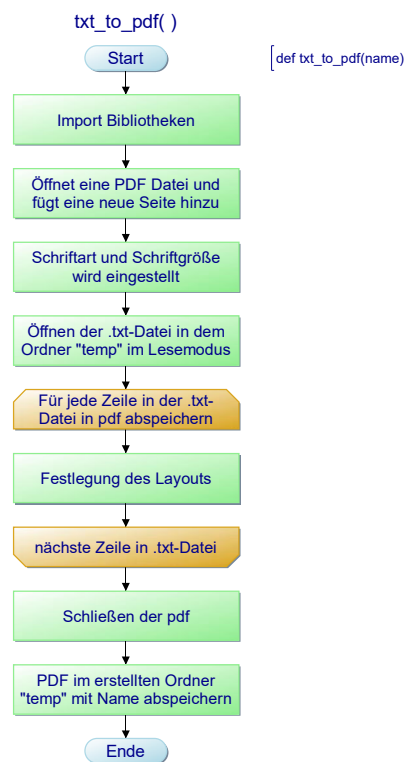 txt_to_pdf( )
Start
def txt_to_pdf(name)
Import Bibliotheken
Öffnet eine PDF Datei und
fügt eine neue Seite hinzu
Schriftart und Schriftgröße
wird eingestellt
Öffnen der .txt-Datei in dem
Ordner "temp" im Lesemodus
Für jede Zeile in der .txt-
Datei in pdf abspeichern
Festlegung des Layouts
nächste Zeile in .txt-Datei
Schließen der pdf
PDF im erstellten Ordner
"temp" mit Name abspeichern
Ende